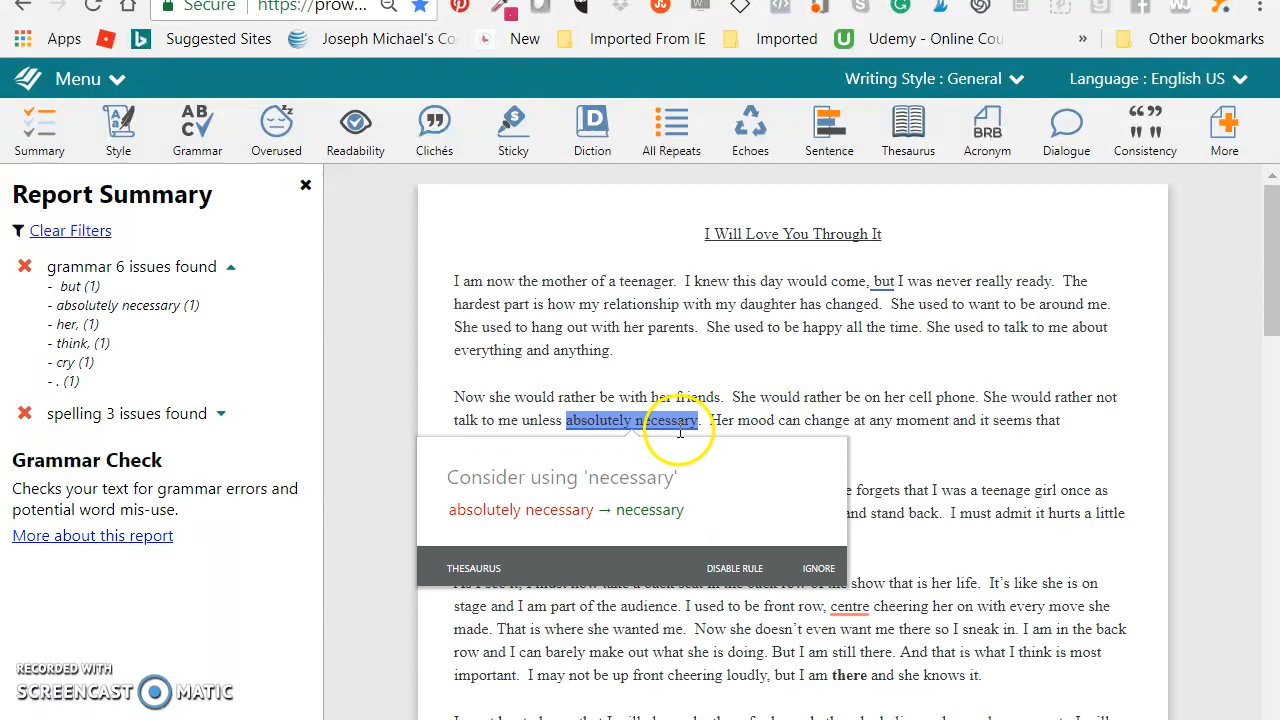 Secure
https://prow...
Apps
Suggested Sites
Joseph Michael's Co
New
Imported From IE
Imported
Udemy - Online Cou
»
Other bookmarks
Menu
Writing Style : General
Language : English US
Summary
Style
Grammar
Overused
Readability
Clichés
Sticky
Diction
All Repeats
Echoes
Sentence
Thesaurus
Acronym
Dialogue
Consistency
More
Report Summary
Clear Filters
grammar 6 issues found
- but (1)
- absolutely necessary (1)
- her, (1)
- think, (1)
- cry (1)
- . (1)
spelling 3 issues found
Grammar Check
Checks your text for grammar errors and
potential word mis-use.
More about this report
RECORDED WITH
SCREENCAST MATIC
I Will Love You Through It
I am now the mother of a teenager. I knew this day would come, but I was never really ready. The
hardest part is how my relationship with my daughter has changed. She used to want to be around me.
She used to hang out with her parents. She used to be happy all the time. She used to talk to me about
everything and anything.
Now she would rather be with her friends. She would rather be on her cell phone. She would rather not
talk to me unless absolutely necessary. Her mood can change at any moment and it seems that
Consider using 'necessary'
absolutely necessary → necessary
THESAURUS
DISABLE RULE
IGNORE
e forgets that I was a teenage girl once as
and stand back. I must admit it hurts a little
show that is her life. It's like she is on
stage and I am part of the audience. I used to be front row, centre cheering her on with every move she
made. That is where she wanted me. Now she doesn't even want me there so I sneak in. I am in the back
row and I can barely make out what she is doing. But I am still there. And that is what I think is most
important. I may not be up front cheering loudly, but I am there and she knows it.